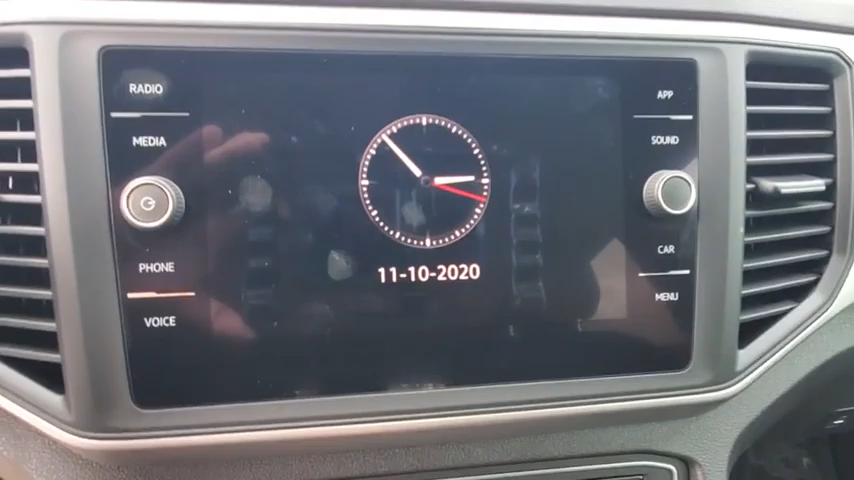 RADIO
MEDIA
PHONE
VOICE
11-10-2020
APP
SOUND
CAR
MENU